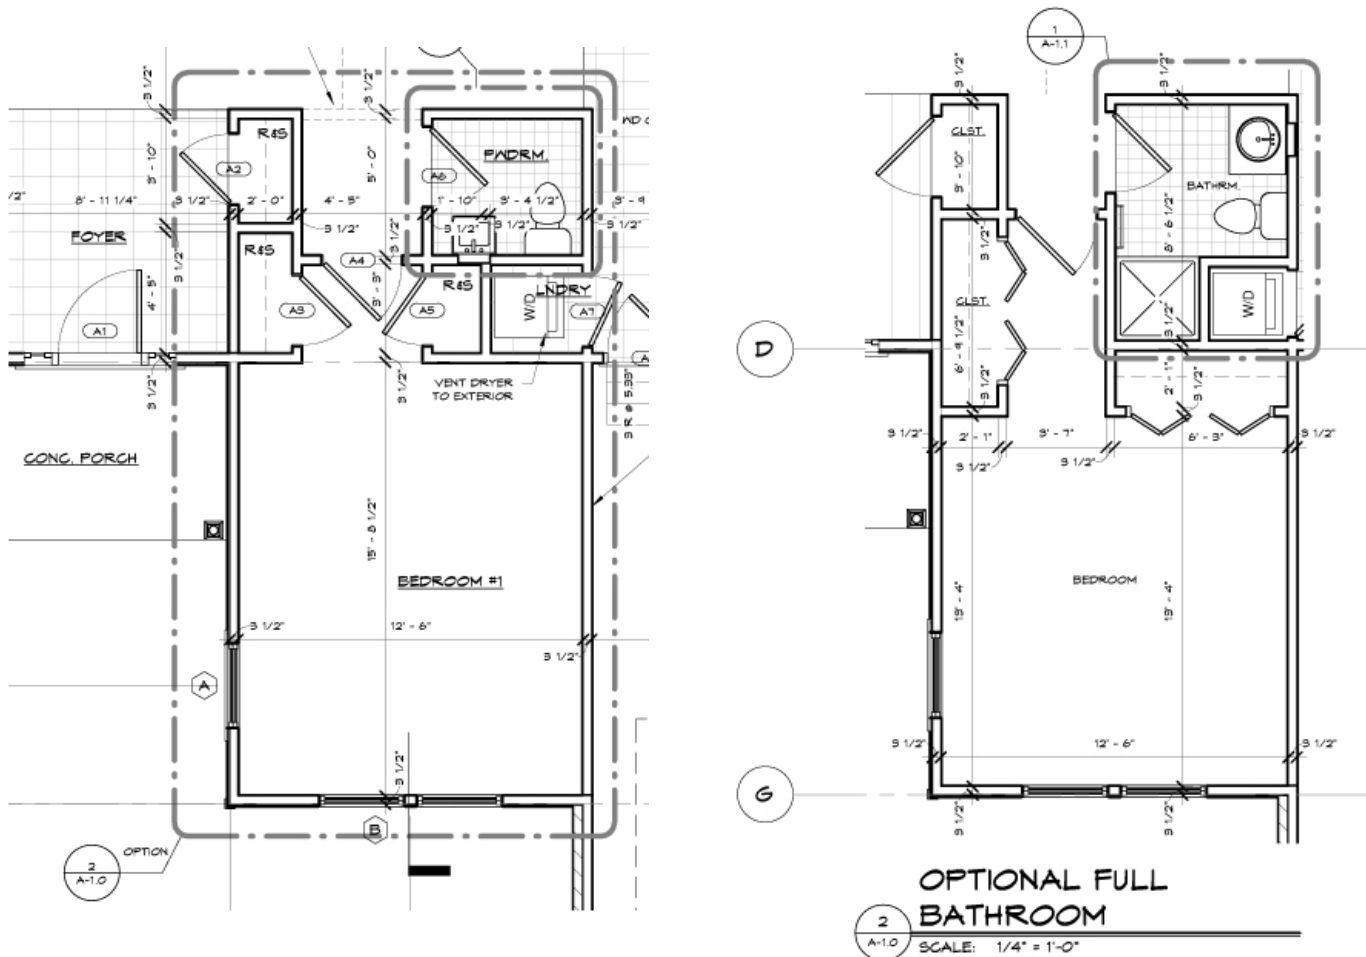 3 1/2"
3 1/2"
R&S
3' - 10"
A2
5' - 0"
PWDRM.
A6
WD C
/2"
8' - 11 1/4"
3 1/2"
2' - 0"
4' - 5"
1' - 10"
3' - 4 1/2"
3' - 9
3 1/2"
3 1/2"
3 1/2"
FOYER
R&S
3 1/2"
3 1/2"
A4
3' - 3"
R&S
LNDRY
4' - 5"
A1
A3
A5
W/D
A7
3 1/2"
3 1/2"
VENT DRYER
TO EXTERIOR
3 R @ 5.93"
CONC. PORCH
15' - 8 1/2"
BEDROOM #1
3 1/2"
12' - 6"
3 1/2"
A
3 1/2"
B
OPTION
2
A-1.0
1
A-1.1
3 1/2"
3 1/2"
CLST.
3' - 10"
BATHRM.
8' - 6 1/2"
3 1/2"
CLST.
W/D
3 1/2"
D
6' - 9 1/2"
3 1/2"
2' - 1"
3 1/2"
3 1/2"
2' - 1"
3' - 7"
6' - 3"
3 1/2"
3 1/2"
3 1/2"
BEDROOM
13' - 4"
13' - 4"
3 1/2"
12' - 6"
3 1/2"
G
3 1/2"
3 1/2"
OPTIONAL FULL
BATHROOM
2
A-1.0
SCALE: 1/4" = 1'-0"